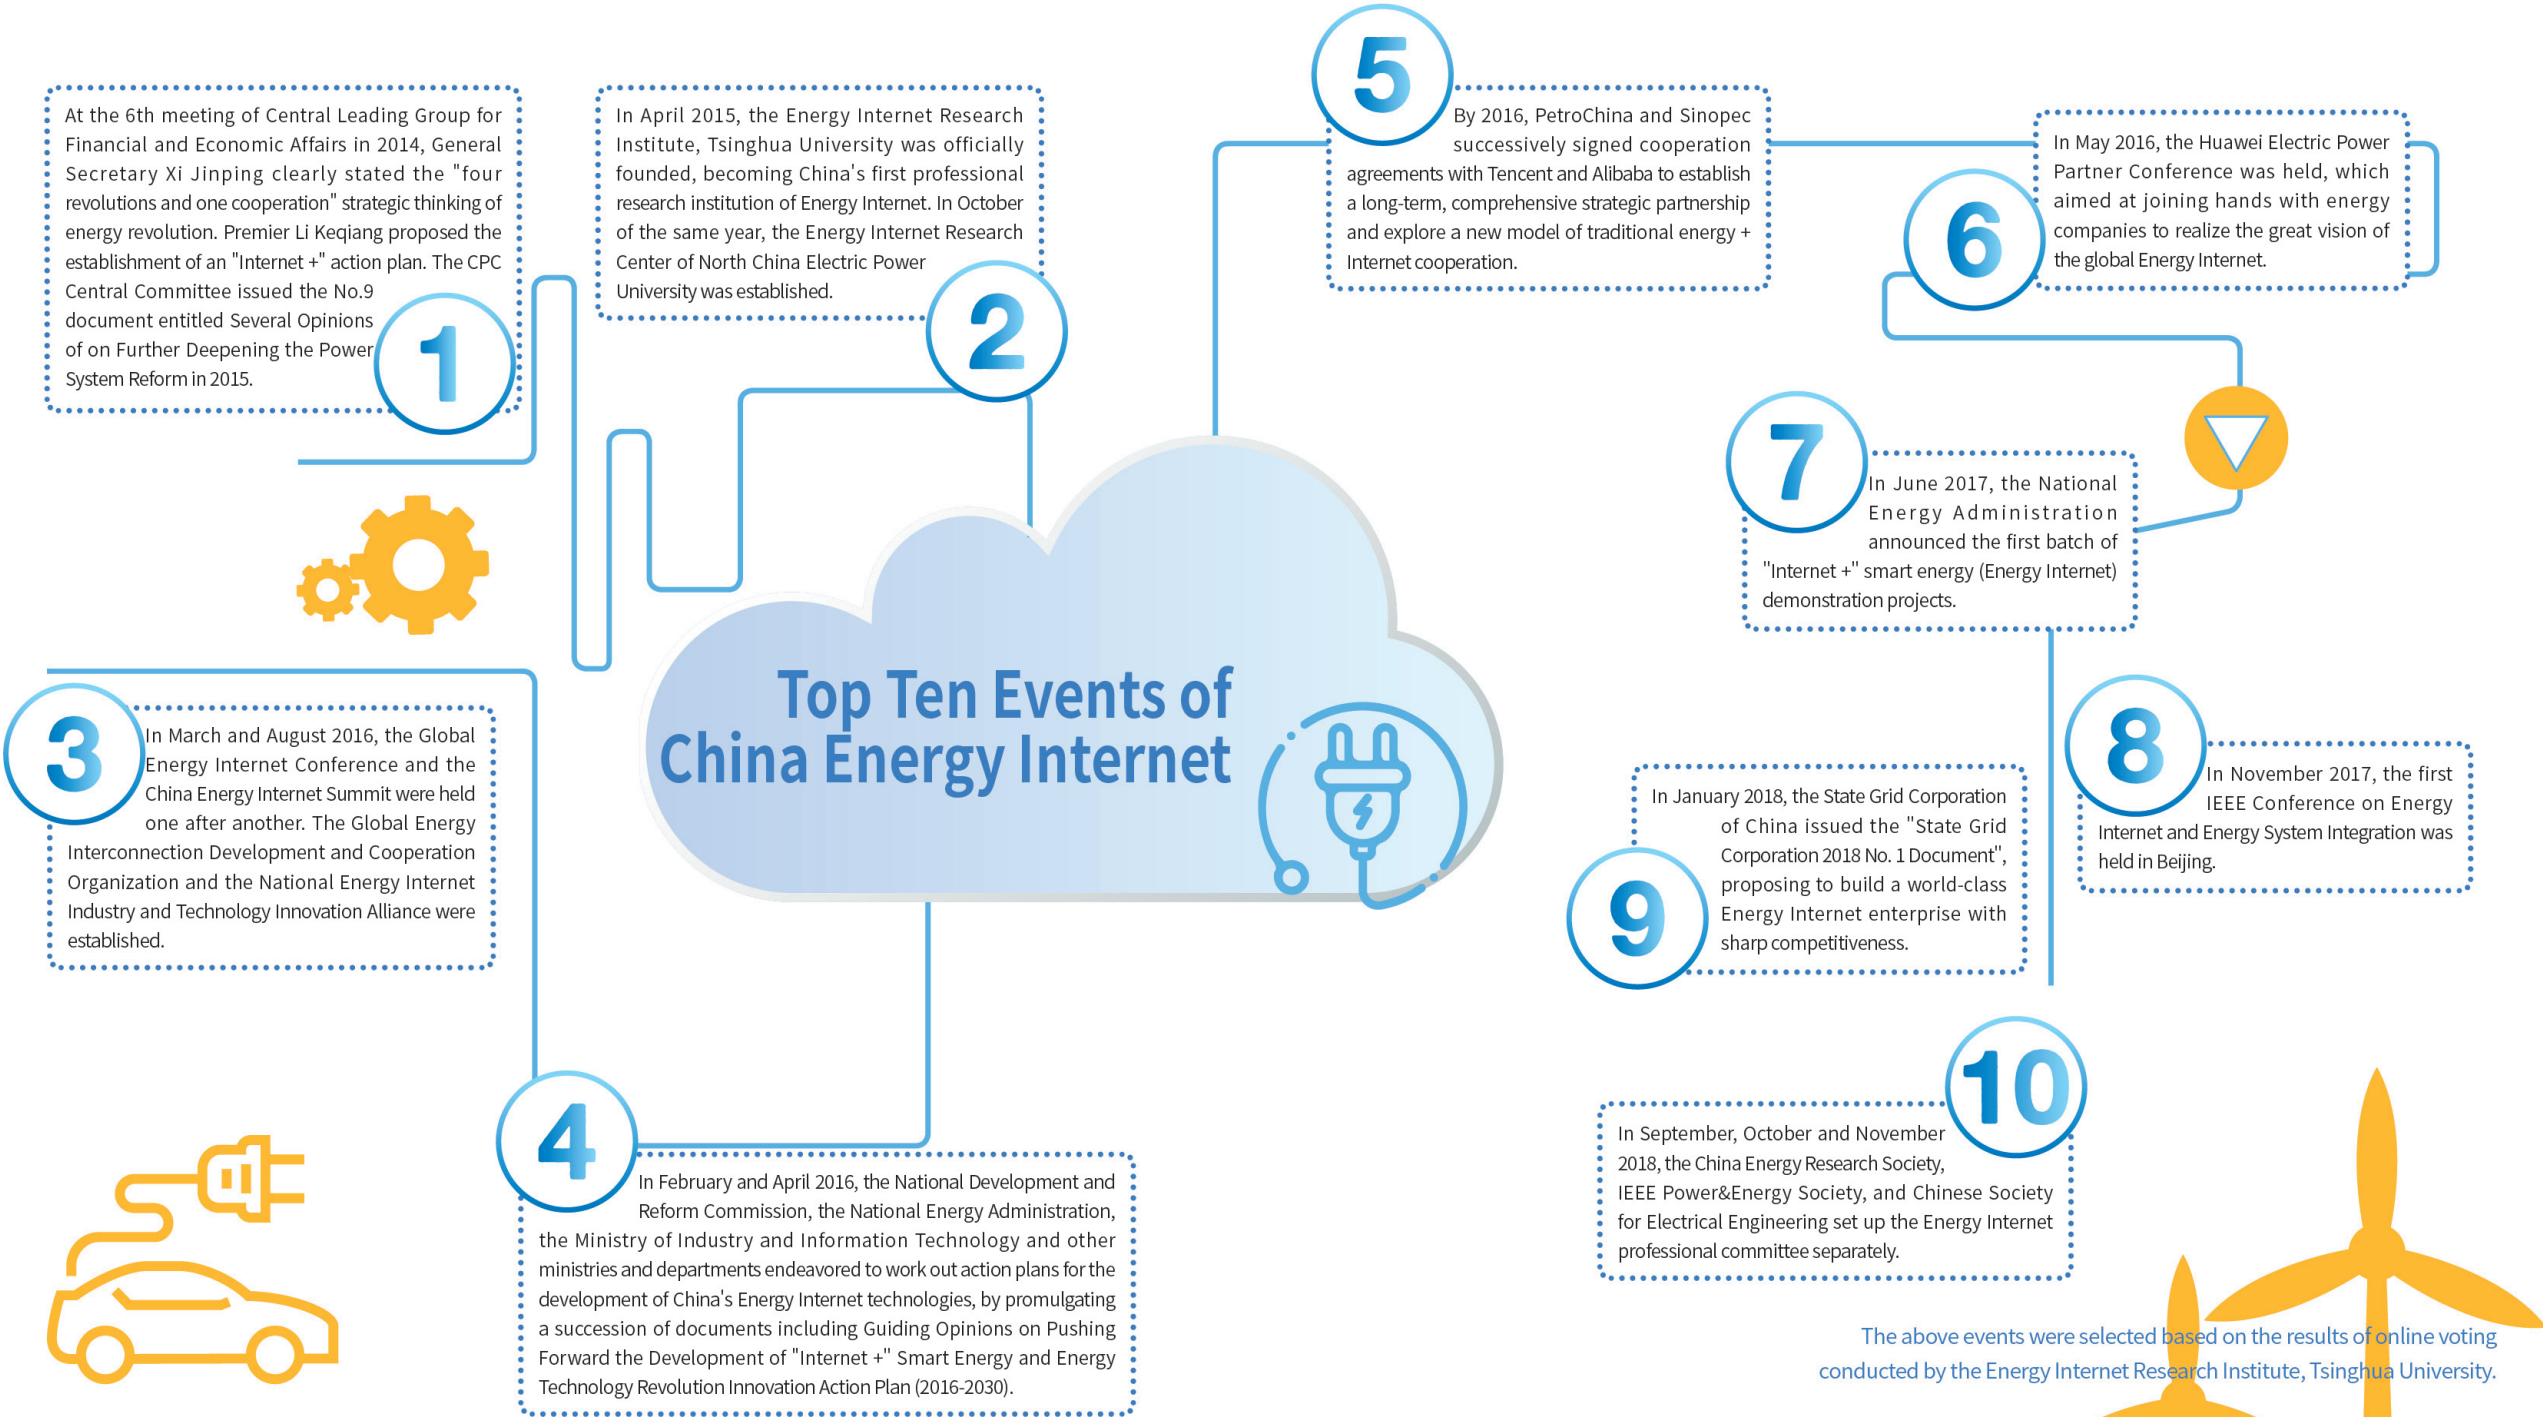 At the 6th meeting of Central Leading Group for
Financial and Economic Affairs in 2014, General
Secretary Xi Jinping clearly stated the "four
revolutions and one cooperation" strategic thinking of
energy revolution. Premier Li Keqiang proposed the
establishment of an "Internet +" action plan. The CPC
Central Committee issued the No.9
document entitled Several Opinions
of on Further Deepening the Power
System Reform in 2015.
1
In April 2015, the Energy Internet Research
Institute, Tsinghua University was officially
founded, becoming China's first professional
research institution of Energy Internet. In October
of the same year, the Energy Internet Research
Center of North China Electric Power
University was established.
2
Top Ten Events of
China Energy Internet
3
In March and August 2016, the Global
Energy Internet Conference and the
China Energy Internet Summit were held
one after another. The Global Energy
Interconnection Development and Cooperation
Organization and the National Energy Internet
Industry and Technology Innovation Alliance were
established.
4
In February and April 2016, the National Development and
Reform Commission, the National Energy Administration,
the Ministry of Industry and Information Technology and other
ministries and departments endeavored to work out action plans for the
development of China's Energy Internet technologies, by promulgating
a succession of documents including Guiding Opinions on Pushing
Forward the Development of "Internet +" Smart Energy and Energy
Technology Revolution Innovation Action Plan (2016-2030).
5
By 2016, PetroChina and Sinopec
successively signed cooperation
agreements with Tencent and Alibaba to establish
a long-term, comprehensive strategic partnership
and explore a new model of traditional energy +
Internet cooperation.
6
In May 2016, the Huawei Electric Power
Partner Conference was held, which
aimed at joining hands with energy
companies to realize the great vision of
the global Energy Internet.
7
In June 2017, the National
Energy Administration
announced the first batch of
"Internet +" smart energy (Energy Internet)
demonstration projects.
8
In November 2017, the first
IEEE Conference on Energy
Internet and Energy System Integration was
held in Beijing.
9
In January 2018, the State Grid Corporation
of China issued the "State Grid
Corporation 2018 No. 1 Document",
proposing to build a world-class
Energy Internet enterprise with
sharp competitiveness.
10
In September, October and November
2018, the China Energy Research Society,
IEEE Power&Energy Society, and Chinese Society
for Electrical Engineering set up the Energy Internet
professional committee separately.
The above events were selected based on the results of online voting
conducted by the Energy Internet Research Institute, Tsinghua University.